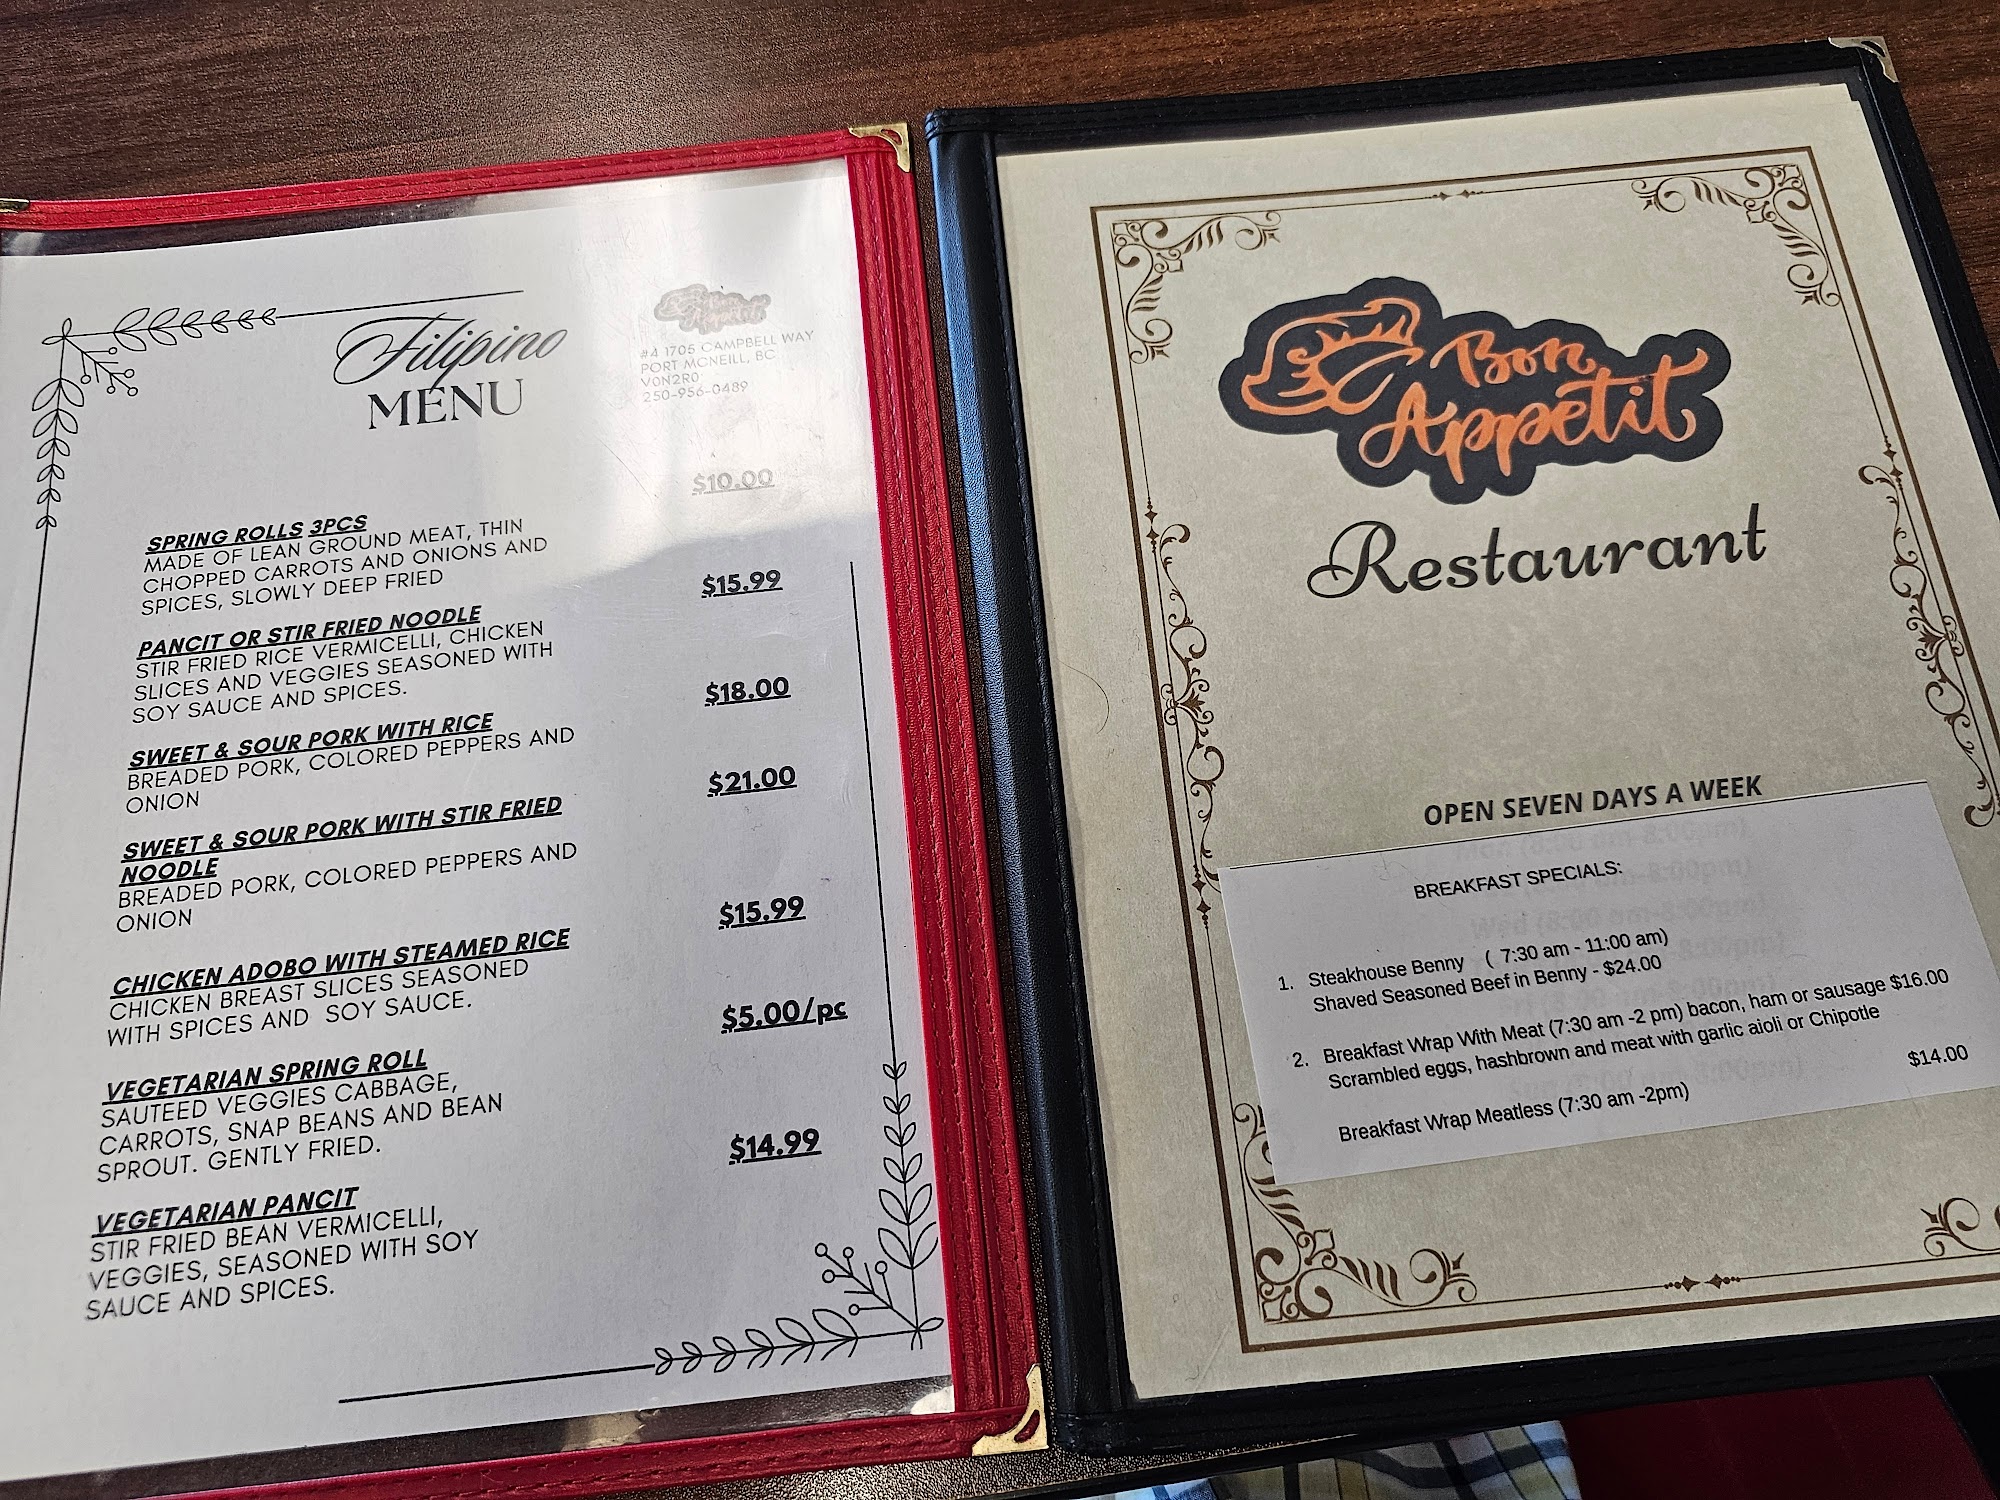 Filipino
MENU
Bon
Appetit
#4 1705 CAMPBELL WAY
PORT MCNEILL, BC
V0N2R0
250-956-0489
$10.00
SPRING ROLLS 3PCS
MADE OF LEAN GROUND MEAT, THIN
CHOPPED CARROTS AND ONIONS AND
SPICES, SLOWLY DEEP FRIED
$15.99
PANCIT OR STIR FRIED NOODLE
STIR FRIED RICE VERMICELLI, CHICKEN
SLICES AND VEGGIES SEASONED WITH
SOY SAUCE AND SPICES.
$18.00
SWEET & SOUR PORK WITH RICE
BREADED PORK, COLORED PEPPERS AND
ONION
$21.00
SWEET & SOUR PORK WITH STIR FRIED
NOODLE
BREADED PORK, COLORED PEPPERS AND
ONION
$15.99
CHICKEN ADOBO WITH STEAMED RICE
CHICKEN BREAST SLICES SEASONED
WITH SPICES AND SOY SAUCE.
$5.00/pc
VEGETARIAN SPRING ROLL
SAUTEED VEGGIES CABBAGE,
CARROTS, SNAP BEANS AND BEAN
SPROUT. GENTLY FRIED.
$14.99
VEGETARIAN PANCIT
STIR FRIED BEAN VERMICELLI,
VEGGIES, SEASONED WITH SOY
SAUCE AND SPICES.
Bon
Appetit
Restaurant
OPEN SEVEN DAYS A WEEK
BREAKFAST SPECIALS:
1. Steakhouse Benny ( 7:30 am - 11:00 am)
Shaved Seasoned Beef in Benny - $24.00
2. Breakfast Wrap With Meat (7:30 am -2 pm) bacon, ham or sausage $16.00
Scrambled eggs, hashbrown and meat with garlic aioli or Chipotle
Breakfast Wrap Meatless (7:30 am -2pm) $14.00